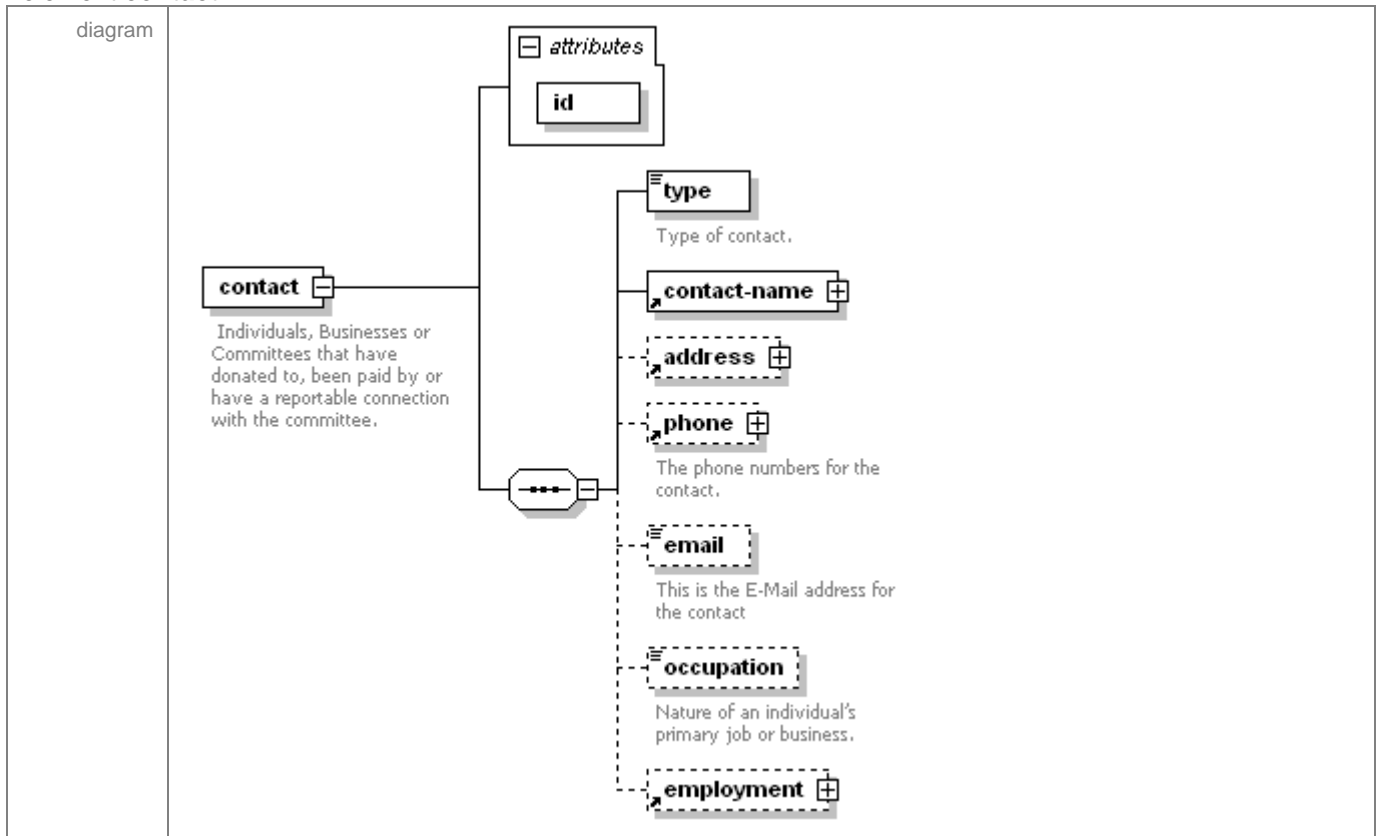 diagram
attributes
id
type
Type of contact.
contact
contact-name
Individuals, Businesses or
Committees that have
donated to, been paid by or
have a reportable connection
with the committee.
address
phone
The phone numbers for the
contact.
email
This is the E-Mail address for
the contact
occupation
Nature of an individual's
primary job or business.
employment